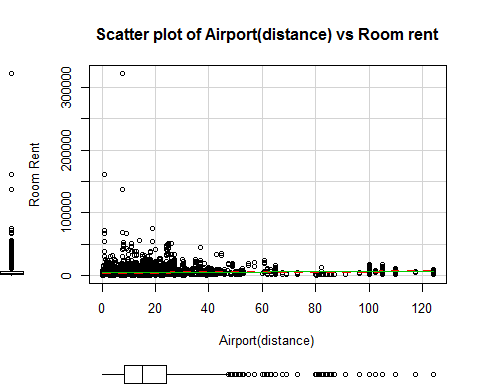 Scatter plot of Airport(distance) vs Room rent
300000
200000
100000
0
Room Rent
0 20 40 60 80 100 120
Airport(distance)